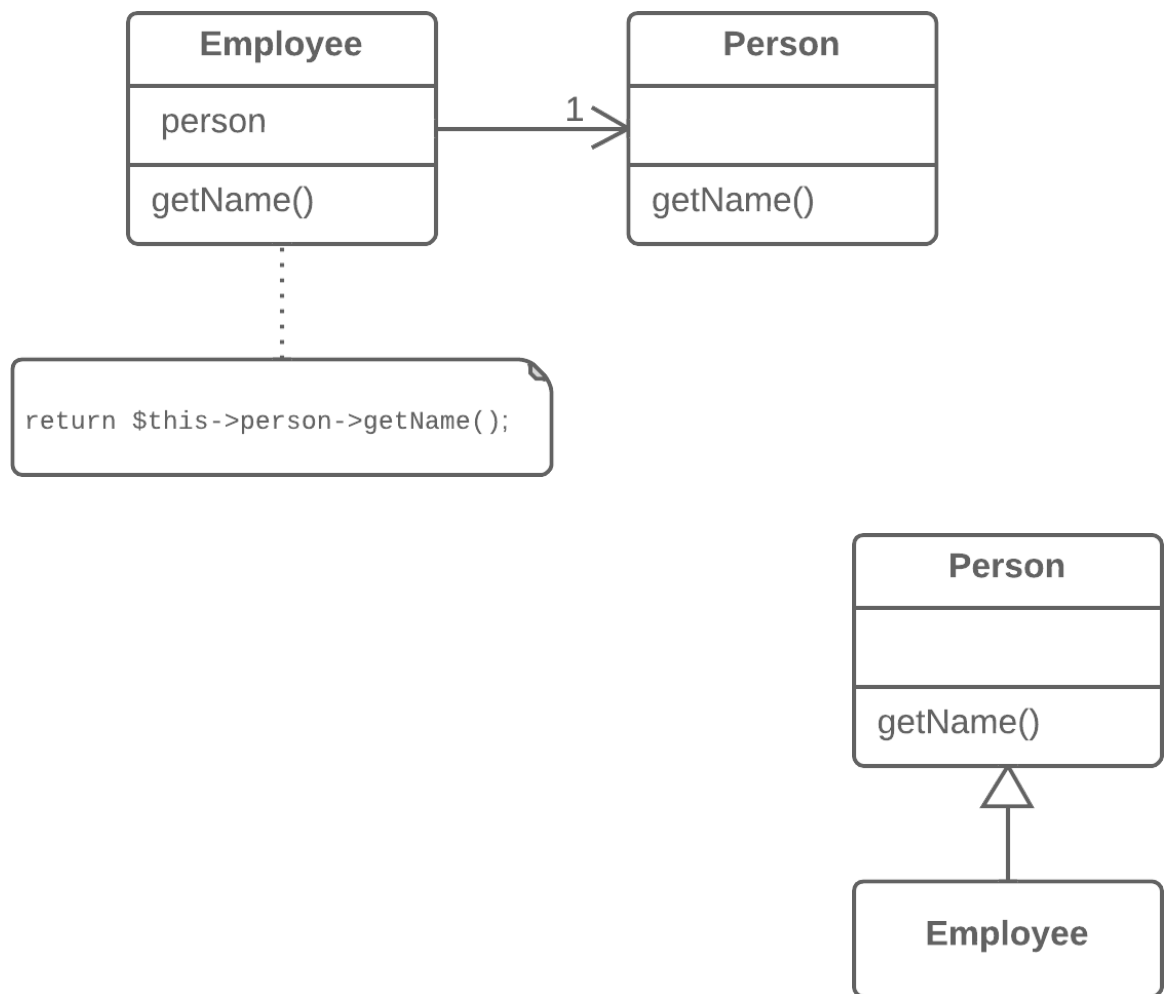 Employee
person
getName()
1
Person
getName()
return $this->person->getName();
Person
getName()
Employee